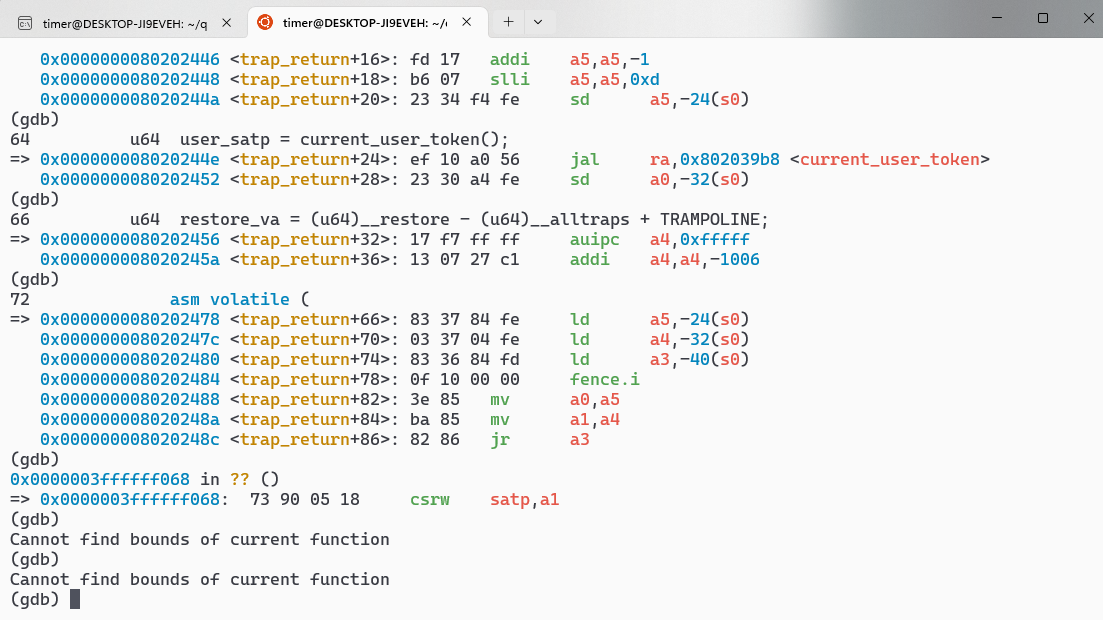 timer@DESKTOP-JI9EVEH: ~/q
timer@DESKTOP-JI9EVEH: ~/
0x0000000080202446 <trap_return+16>: fd 17   addi    a5,a5,-1
0x0000000080202448 <trap_return+18>: b6 07   slli    a5,a5,0xd
0x000000008020244a <trap_return+20>: 23 34 f4 fe     sd      a5,-24(s0)
(gdb)
64          u64  user_satp = current_user_token();
=> 0x000000008020244e <trap_return+24>: ef 10 a0 56     jal     ra,0x802039b8 <current_user_token>
0x0000000080202452 <trap_return+28>: 23 30 a4 fe     sd      a0,-32(s0)
(gdb)
66          u64  restore_va = (u64)__restore - (u64)__alltraps + TRAMPOLINE;
=> 0x0000000080202456 <trap_return+32>: 17 f7 ff ff     auipc   a4,0xfffff
0x000000008020245a <trap_return+36>: 13 07 27 c1     addi    a4,a4,-1006
(gdb)
72              asm volatile (
=> 0x0000000080202478 <trap_return+66>: 83 37 84 fe     ld      a5,-24(s0)
0x000000008020247c <trap_return+70>: 03 37 04 fe     ld      a4,-32(s0)
0x0000000080202480 <trap_return+74>: 83 36 84 fd     ld      a3,-40(s0)
0x0000000080202484 <trap_return+78>: 0f 10 00 00     fence.i
0x0000000080202488 <trap_return+82>: 3e 85   mv      a0,a5
0x000000008020248a <trap_return+84>: ba 85   mv      a1,a4
0x000000008020248c <trap_return+86>: 82 86   jr      a3
(gdb)
0x0000003ffffff068 in ?? ()
=> 0x0000003ffffff068:  73 90 05 18     csrw    satp,a1
(gdb)
Cannot find bounds of current function
(gdb)
Cannot find bounds of current function
(gdb)